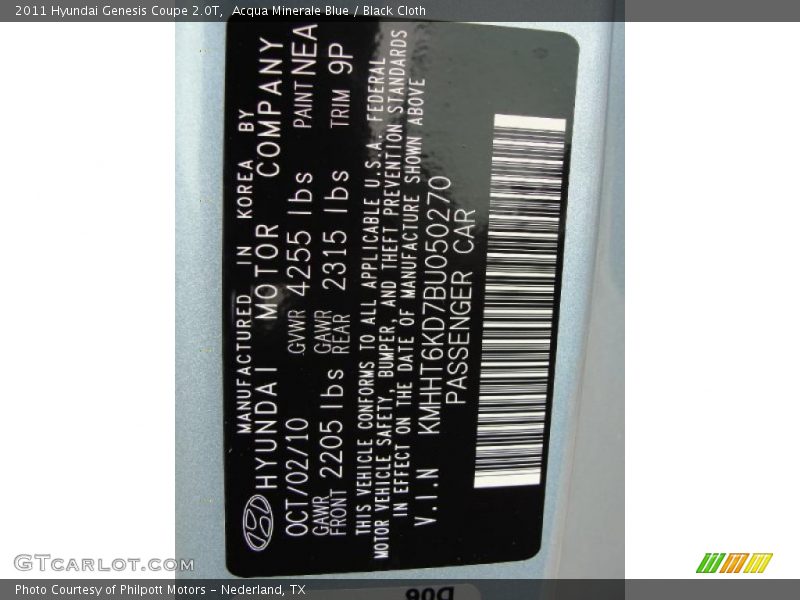 2011 Hyundai Genesis Coupe 2.0T, Acqua Minerale Blue / Black Cloth
MANUFACTURED IN KOREA BY
HYUNDAI MOTOR COMPANY
OCT/02/10 GVWR 4255 lbs PAINT NEA
GAWR FRONT 2205 lbs GAWR REAR 2315 lbs TRIM 9P
THIS VEHICLE CONFORMS TO ALL APPLICABLE U.S.A. FEDERAL
MOTOR VEHICLE SAFETY, BUMPER, AND THEFT PREVENTION STANDARDS
IN EFFECT ON THE DATE OF MANUFACTURE SHOWN ABOVE
V.I.N KMHHT6KD7BU050270
PASSENGER CAR
D06
GTCarlot.com
Photo Courtesy of Philpott Motors - Nederland, TX